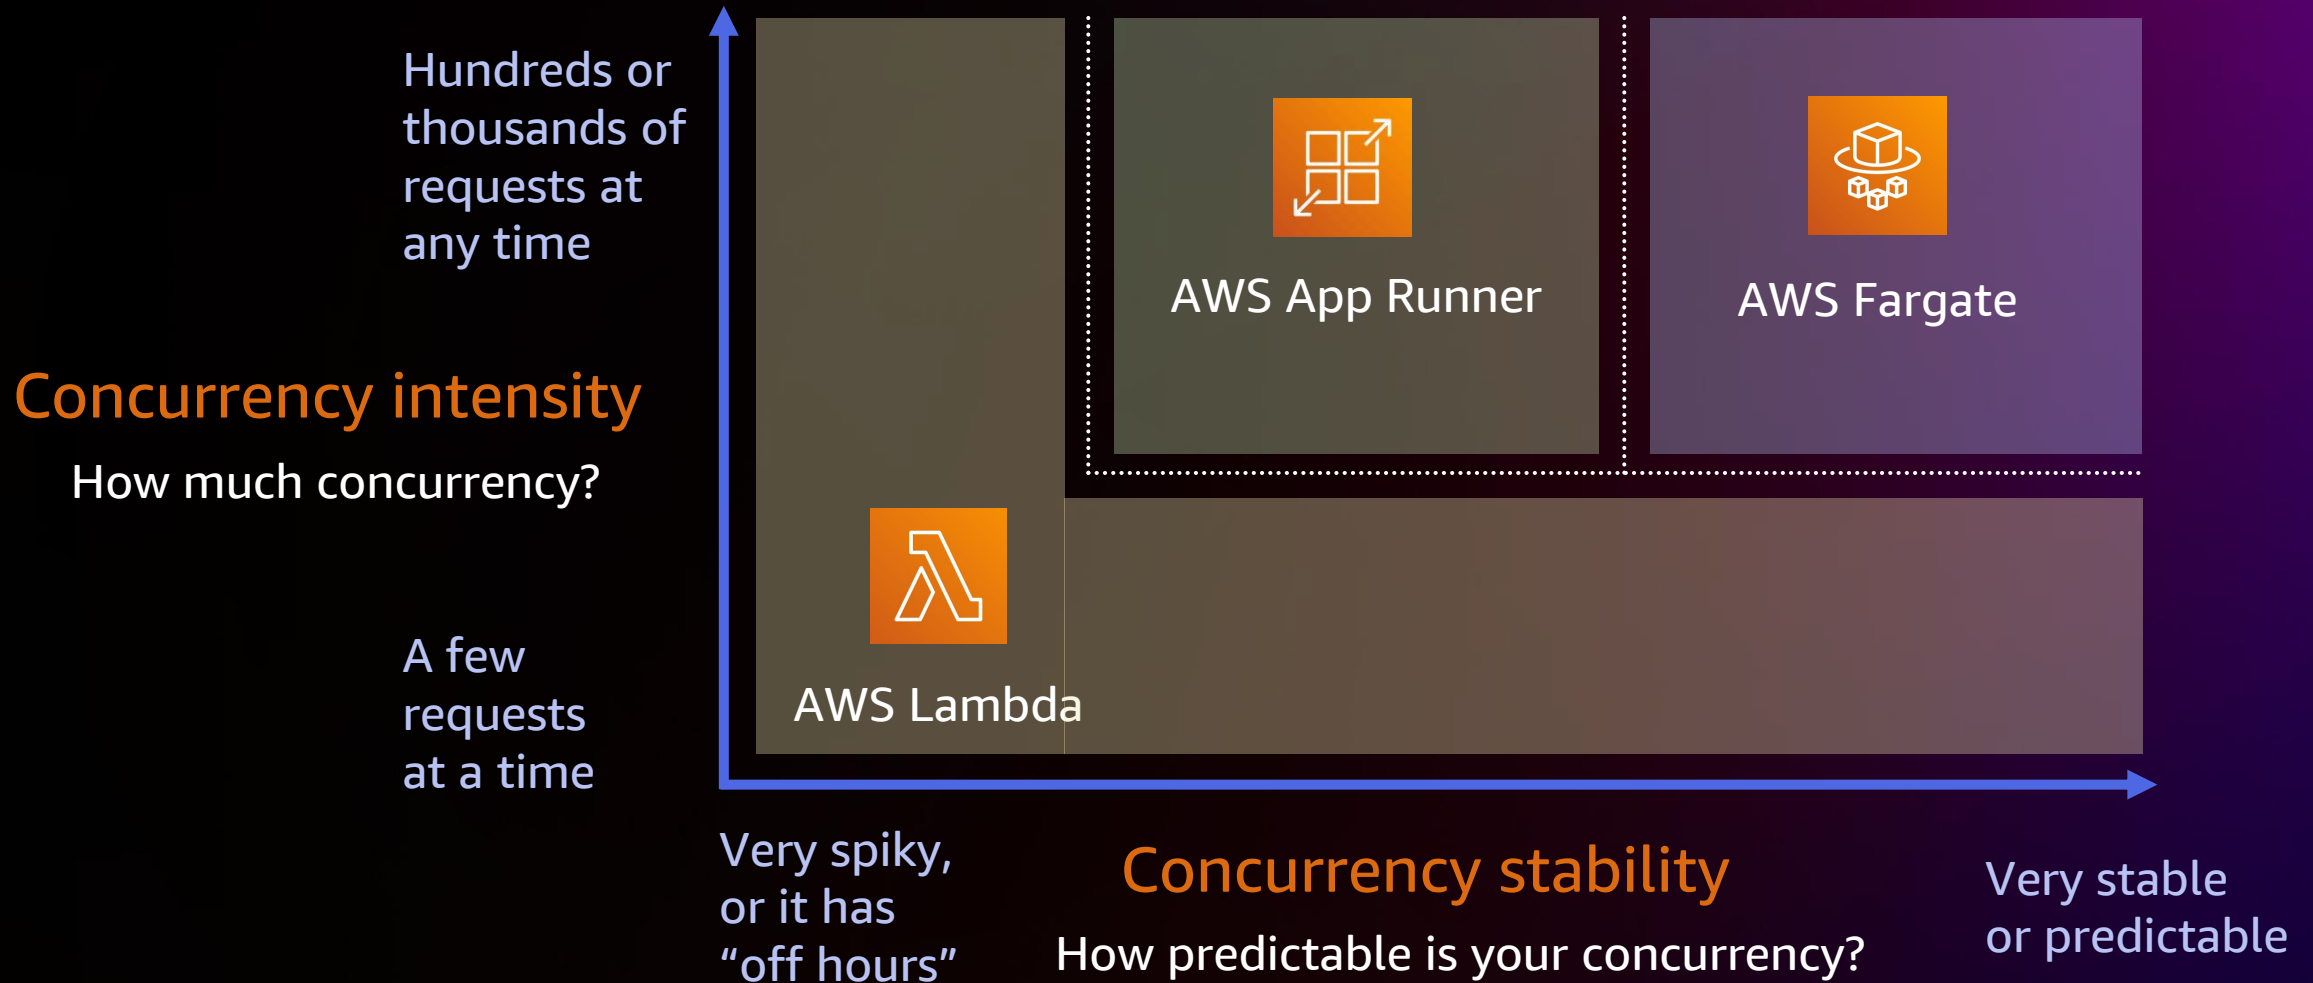 Hundreds or
thousands of
requests at
any time
AWS App Runner
AWS Fargate
Concurrency intensity
How much concurrency?
A few
requests
at a time
AWS Lambda
Very spiky,
or it has
“off hours”
Concurrency stability
How predictable is your concurrency?
Very stable
or predictable